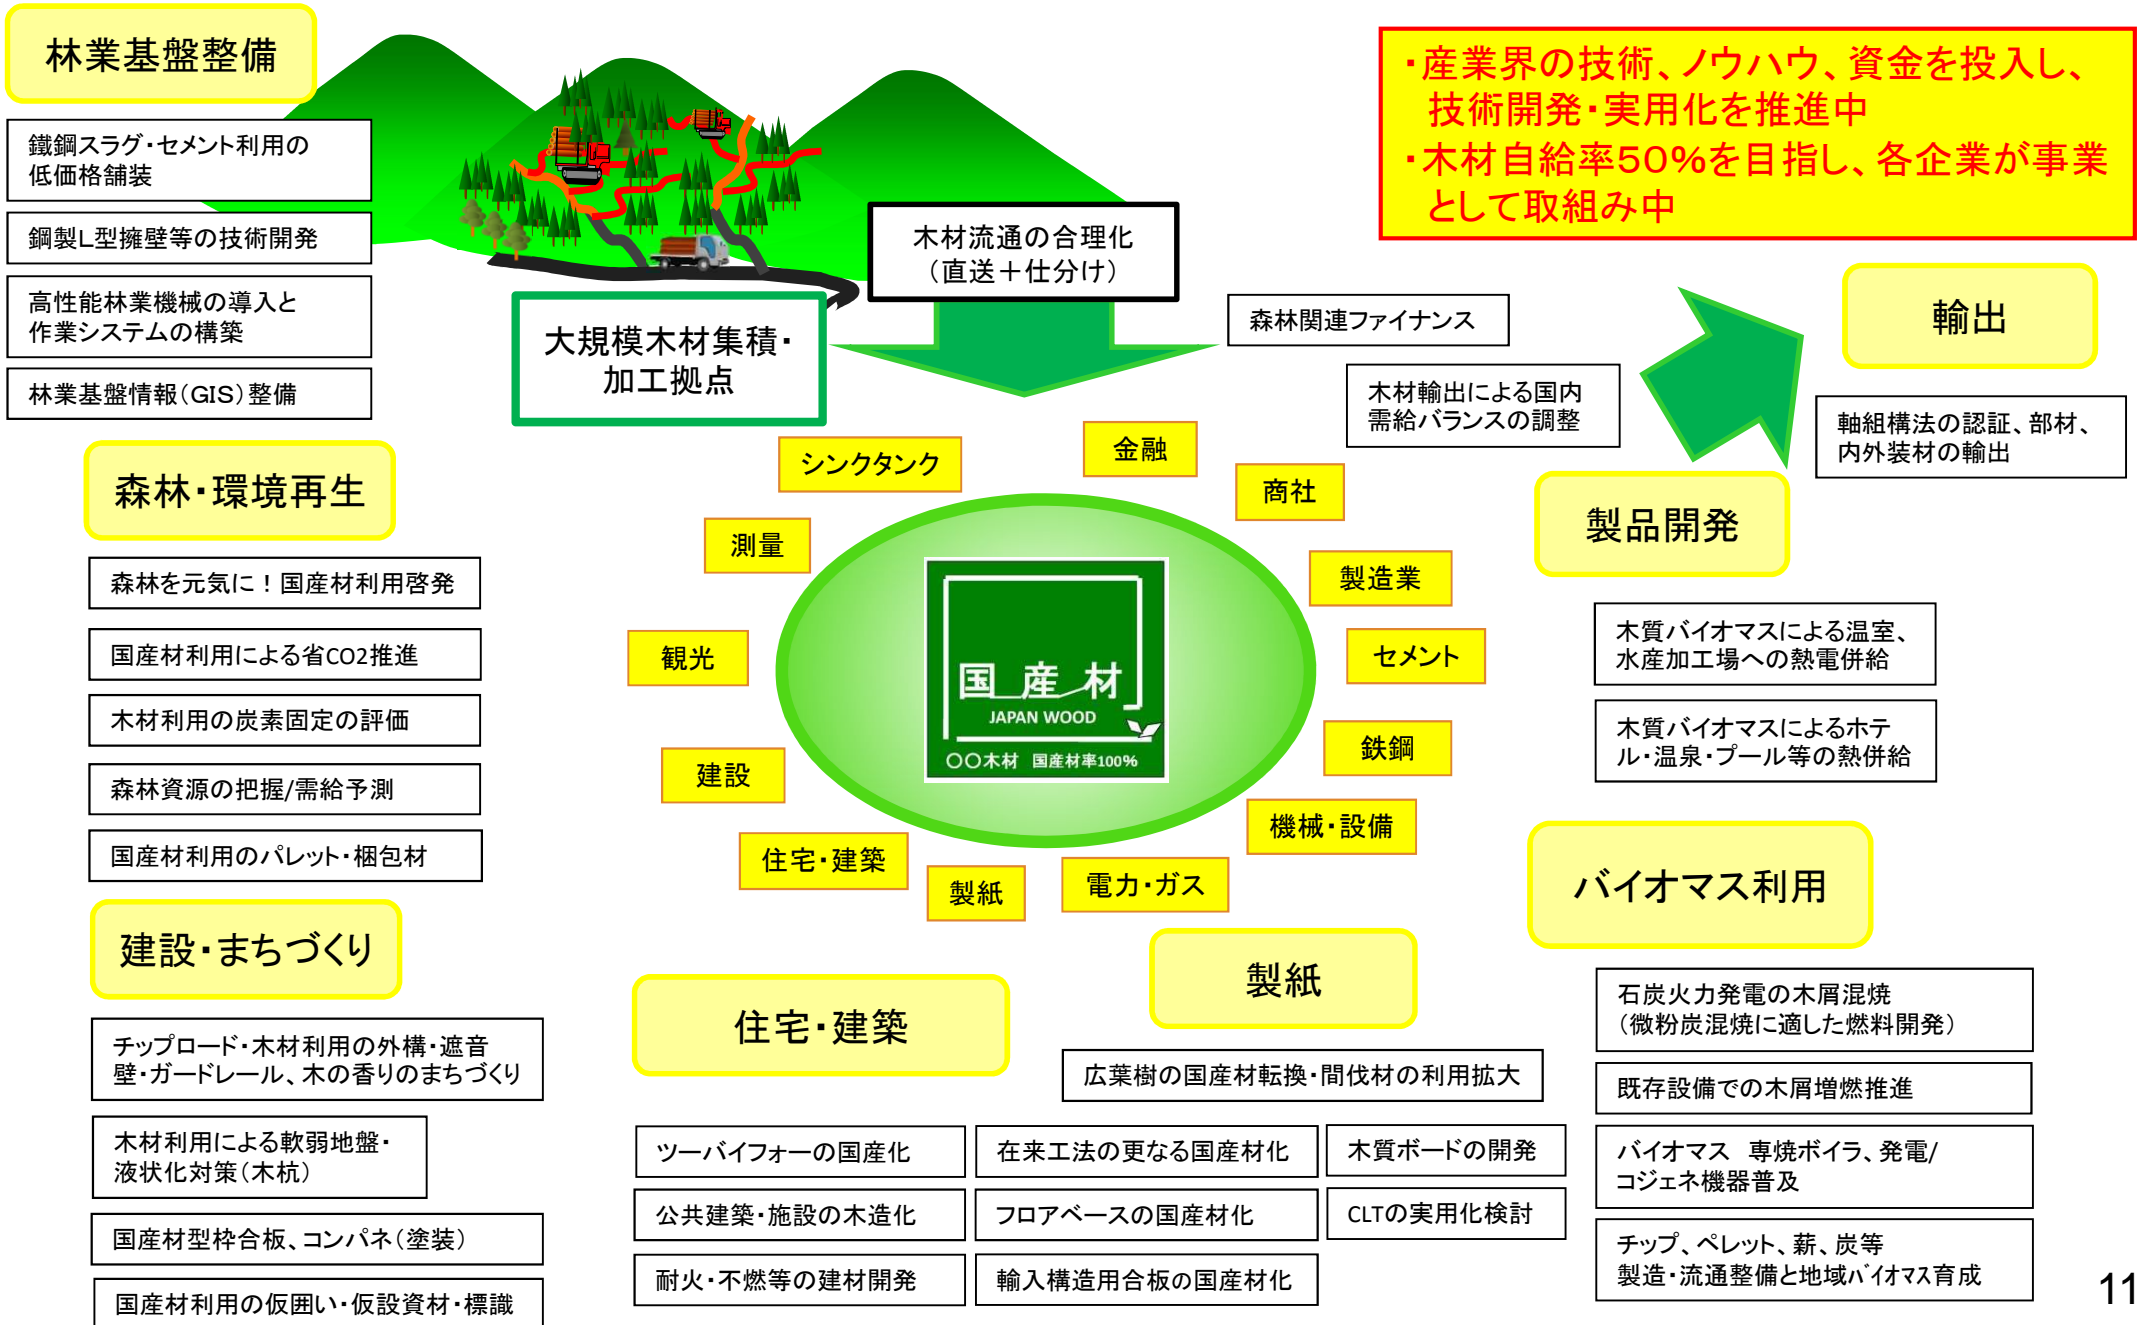 林業基盤整備
鐵鋼スラグ・セメント利用の
低価格舗装
鋼製L型擁壁等の技術開発
高性能林業機械の導入と
作業システムの構築
林業基盤情報（GIS）整備
・産業界の技術、ノウハウ、資金を投入し、
技術開発・実用化を推進中
・木材自給率50%を目指し、各企業が事業
として取組み中
木材流通の合理化
（直送＋仕分け）
大規模木材集積・
加工拠点
森林関連ファイナンス
木材輸出による国内
需給バランスの調整
輸出
軸組構法の認証、部材、
内外装材の輸出
森林・環境再生
森林を元気に！国産材利用啓発
国産材利用による省CO2推進
木材利用の炭素固定の評価
森林資源の把握/需給予測
国産材利用のパレット・梱包材
シンクタンク
金融
商社
測量
製造業
観光
セメント
建設
鉄鋼
住宅・建築
機械・設備
製紙
電力・ガス
国産材
JAPAN WOOD
〇〇木材 国産材率100%
製品開発
木質バイオマスによる温室、
水産加工場への熱電併給
木質バイオマスによるホテ
ル・温泉・プール等の熱併給
建設・まちづくり
チップロード・木材利用の外構・遮音
壁・ガードレール、木の香りのまちづくり
木材利用による軟弱地盤・
液状化対策（木杭）
国産材型枠合板、コンパネ（塗装）
国産材利用の仮囲い・仮設資材・標識
住宅・建築
製紙
広葉樹の国産材転換・間伐材の利用拡大
ツーバイフォーの国産化
在来工法の更なる国産材化
木質ボードの開発
公共建築・施設の木造化
フロアベースの国産材化
CLTの実用化検討
耐火・不燃等の建材開発
輸入構造用合板の国産材化
バイオマス利用
石炭火力発電の木屑混焼
（微粉炭混焼に適した燃料開発）
既存設備での木屑増燃推進
バイオマス 専焼ボイラ、発電/
コジェネ機器普及
チップ、ペレット、薪、炭等
製造・流通整備と地域ﾊﾞｲｵﾏｽ育成
11